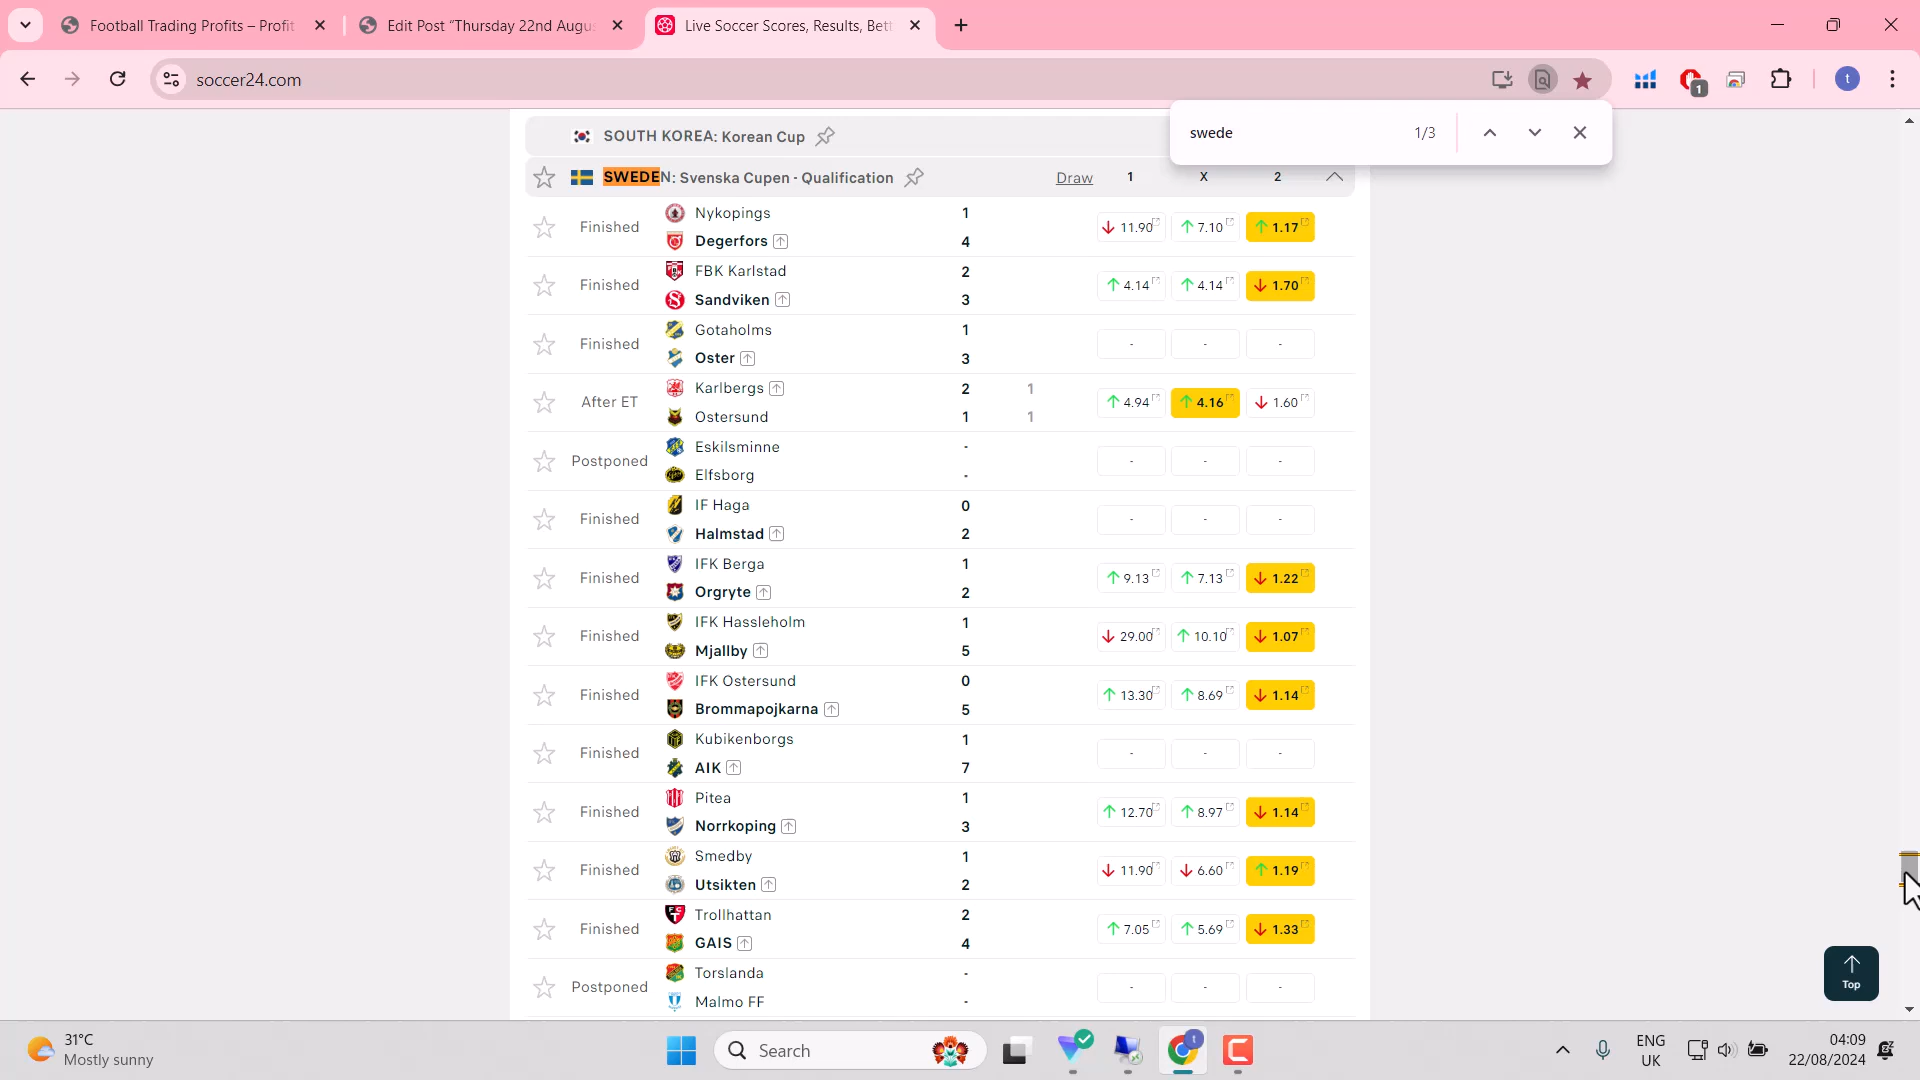 Football Trading Profits – Profit
Edit Post “Thursday 22nd Augu
Live Soccer Scores, Results, Bett
soccer24.com
1
t
swede 1/3
SOUTH KOREA: Korean Cup
SWEDEN: Svenska Cupen - Qualification Draw 1 X 2
Finished Nykopings 1 11.90 7.10 1.17
Degerfors 4
Finished FBK Karlstad 2 4.14 4.14 1.70
Sandviken 3
Finished Gotaholms 1 - - -
Oster 3
After ET Karlbergs 2 1 4.94 4.16 1.60
Ostersund 1 1
Postponed Eskilsminne - - - -
Elfsborg -
Finished IF Haga 0 - - -
Halmstad 2
Finished IFK Berga 1 9.13 7.13 1.22
Orgryte 2
Finished IFK Hassleholm 1 29.00 10.10 1.07
Mjallby 5
Finished IFK Ostersund 0 13.30 8.69 1.14
Brommapojkarna 5
Finished Kubikenborgs 1 - - -
AIK 7
Finished Pitea 1 12.70 8.97 1.14
Norrkoping 3
Finished Smedby 1 11.90 6.60 1.19
Utsikten 2
Finished Trollhattan 2 7.05 5.69 1.33
GAIS 4
Postponed Torslanda - - - -
Malmo FF -
Top
31°C
Mostly sunny
Search
t
ENG
UK
04:09
22/08/2024